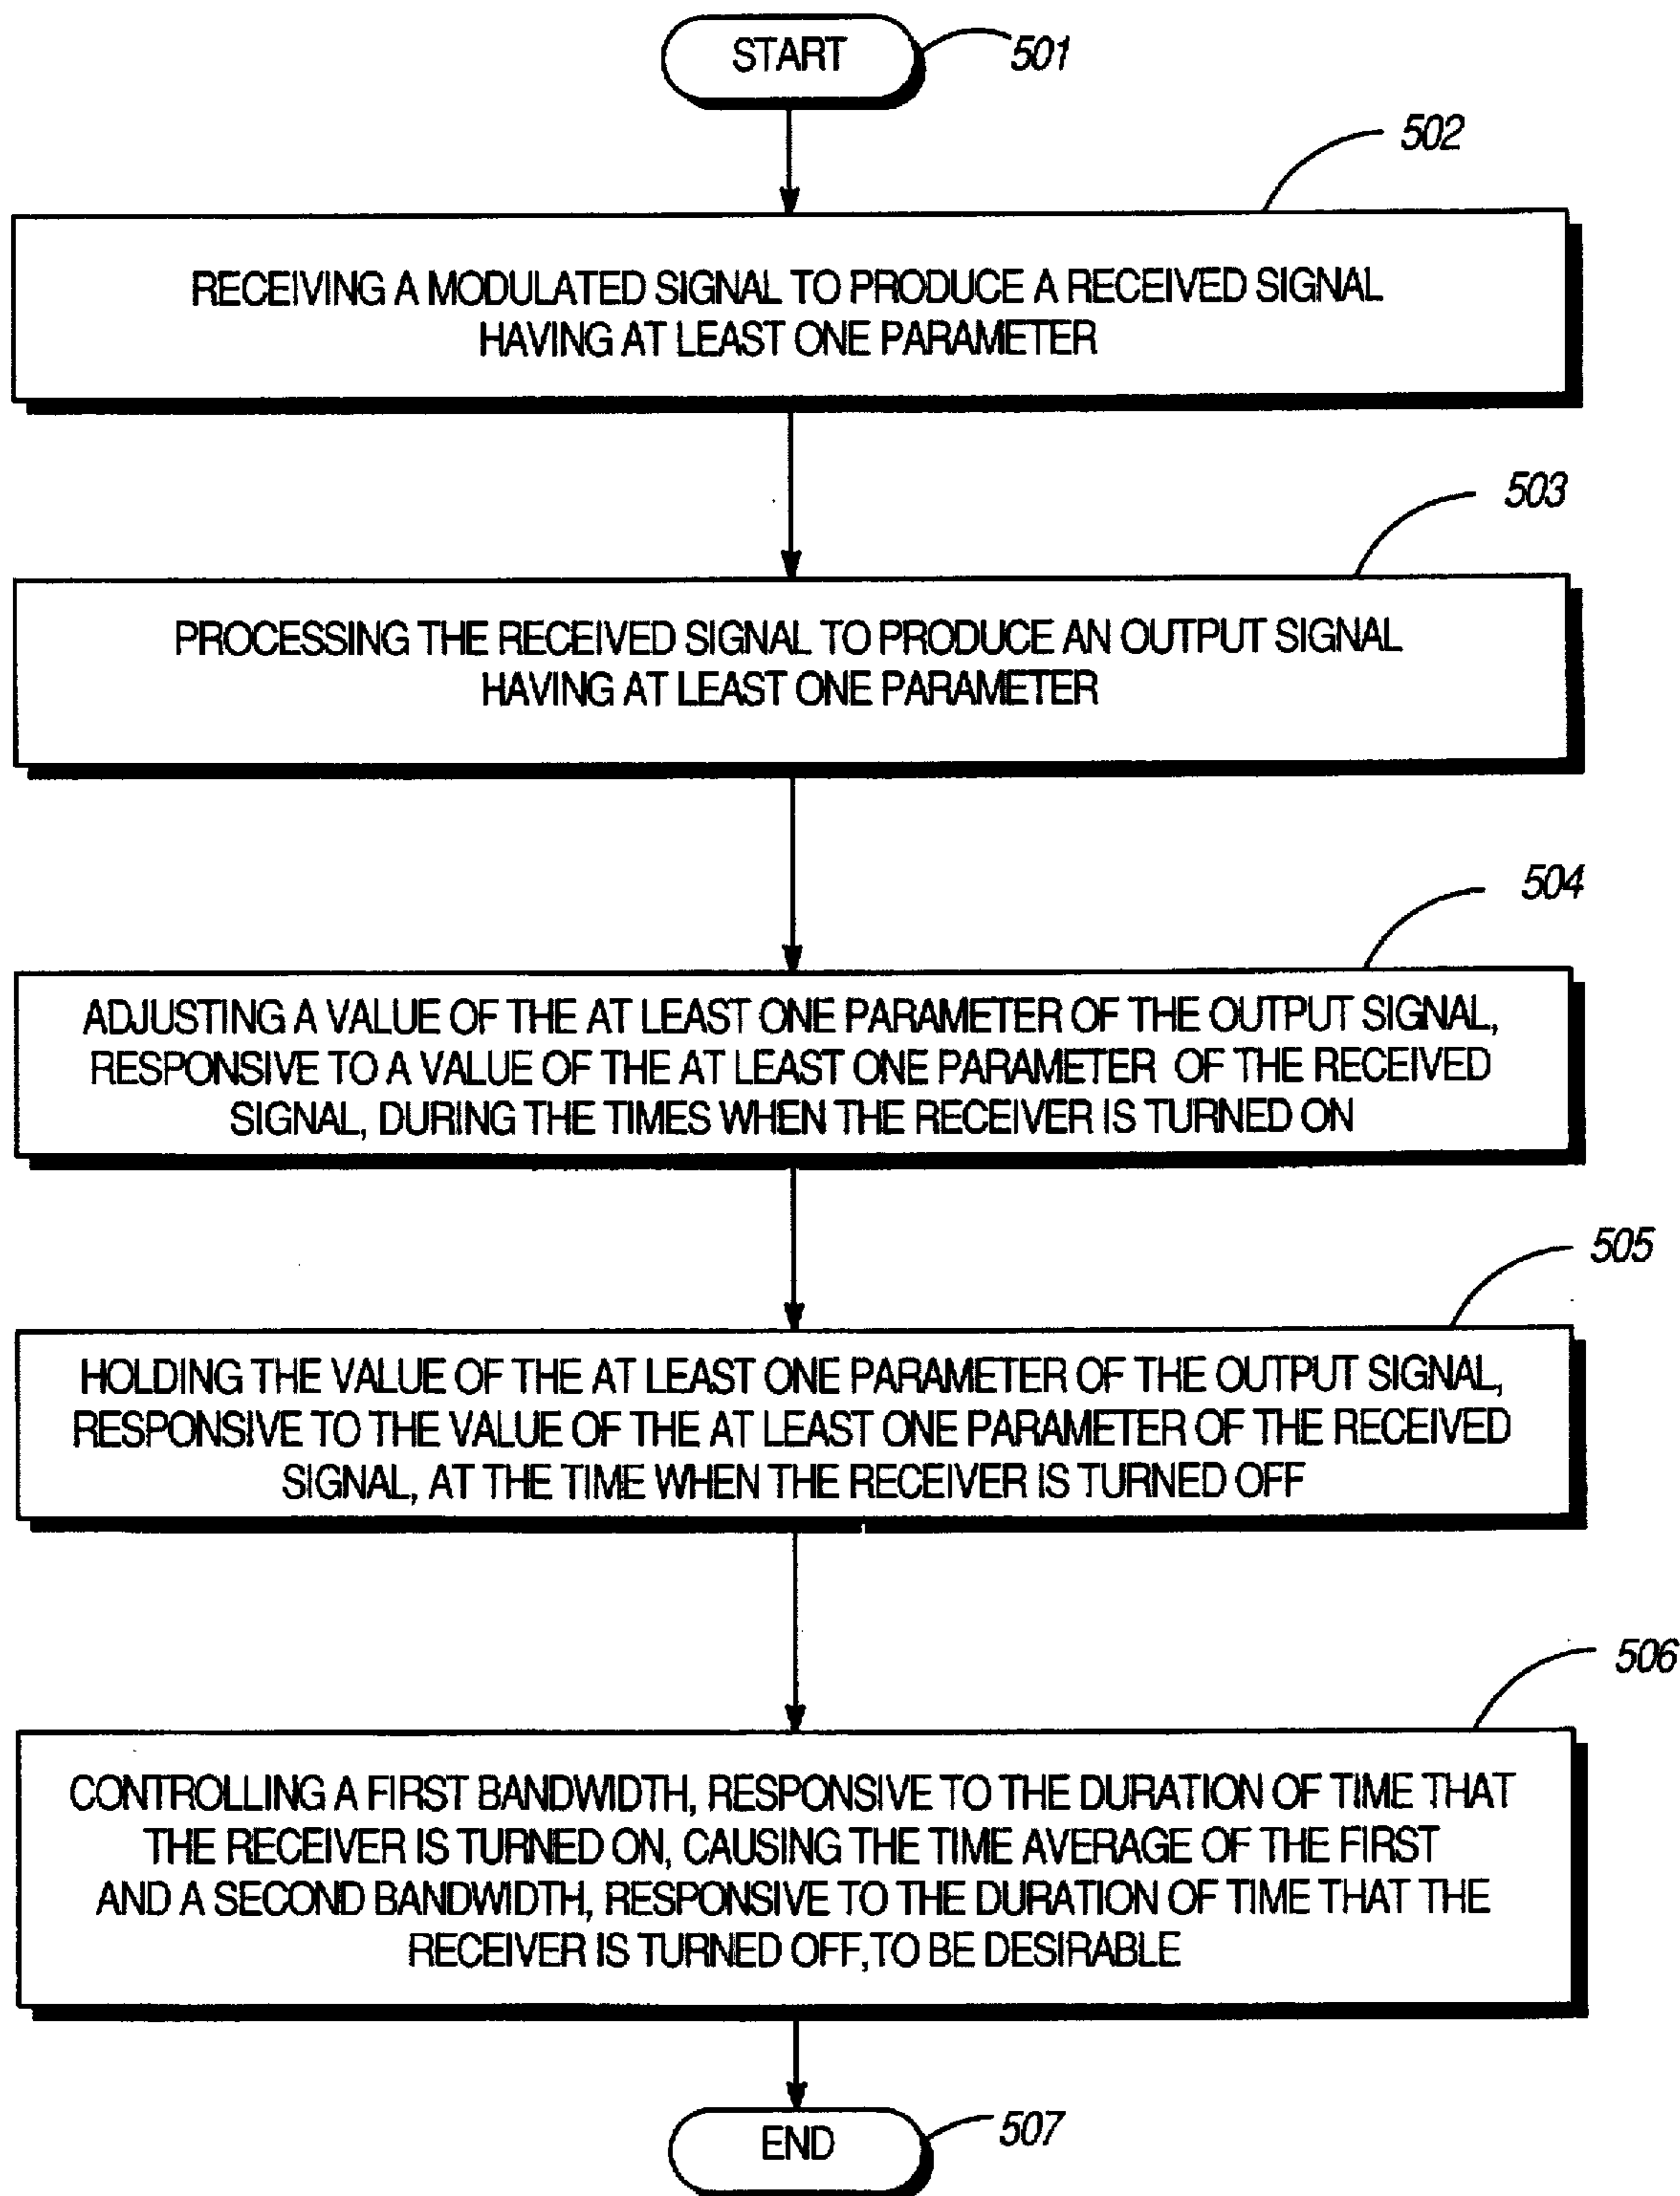 START
501
502
RECEIVING A MODULATED SIGNAL TO PRODUCE A RECEIVED SIGNAL
HAVING AT LEAST ONE PARAMETER
503
PROCESSING THE RECEIVED SIGNAL TO PRODUCE AN OUTPUT SIGNAL
HAVING AT LEAST ONE PARAMETER
504
ADJUSTING A VALUE OF THE AT LEAST ONE PARAMETER OF THE OUTPUT SIGNAL,
RESPONSIVE TO A VALUE OF THE AT LEAST ONE PARAMETER OF THE RECEIVED
SIGNAL, DURING THE TIMES WHEN THE RECEIVER IS TURNED ON
505
HOLDING THE VALUE OF THE AT LEAST ONE PARAMETER OF THE OUTPUT SIGNAL,
RESPONSIVE TO THE VALUE OF THE AT LEAST ONE PARAMETER OF THE RECEIVED
SIGNAL, AT THE TIME WHEN THE RECEIVER IS TURNED OFF
506
CONTROLLING A FIRST BANDWIDTH, RESPONSIVE TO THE DURATION OF TIME THAT
THE RECEIVER IS TURNED ON, CAUSING THE TIME AVERAGE OF THE FIRST
AND A SECOND BANDWIDTH, RESPONSIVE TO THE DURATION OF TIME THAT THE
RECEIVER IS TURNED OFF,TO BE DESIRABLE
END
507